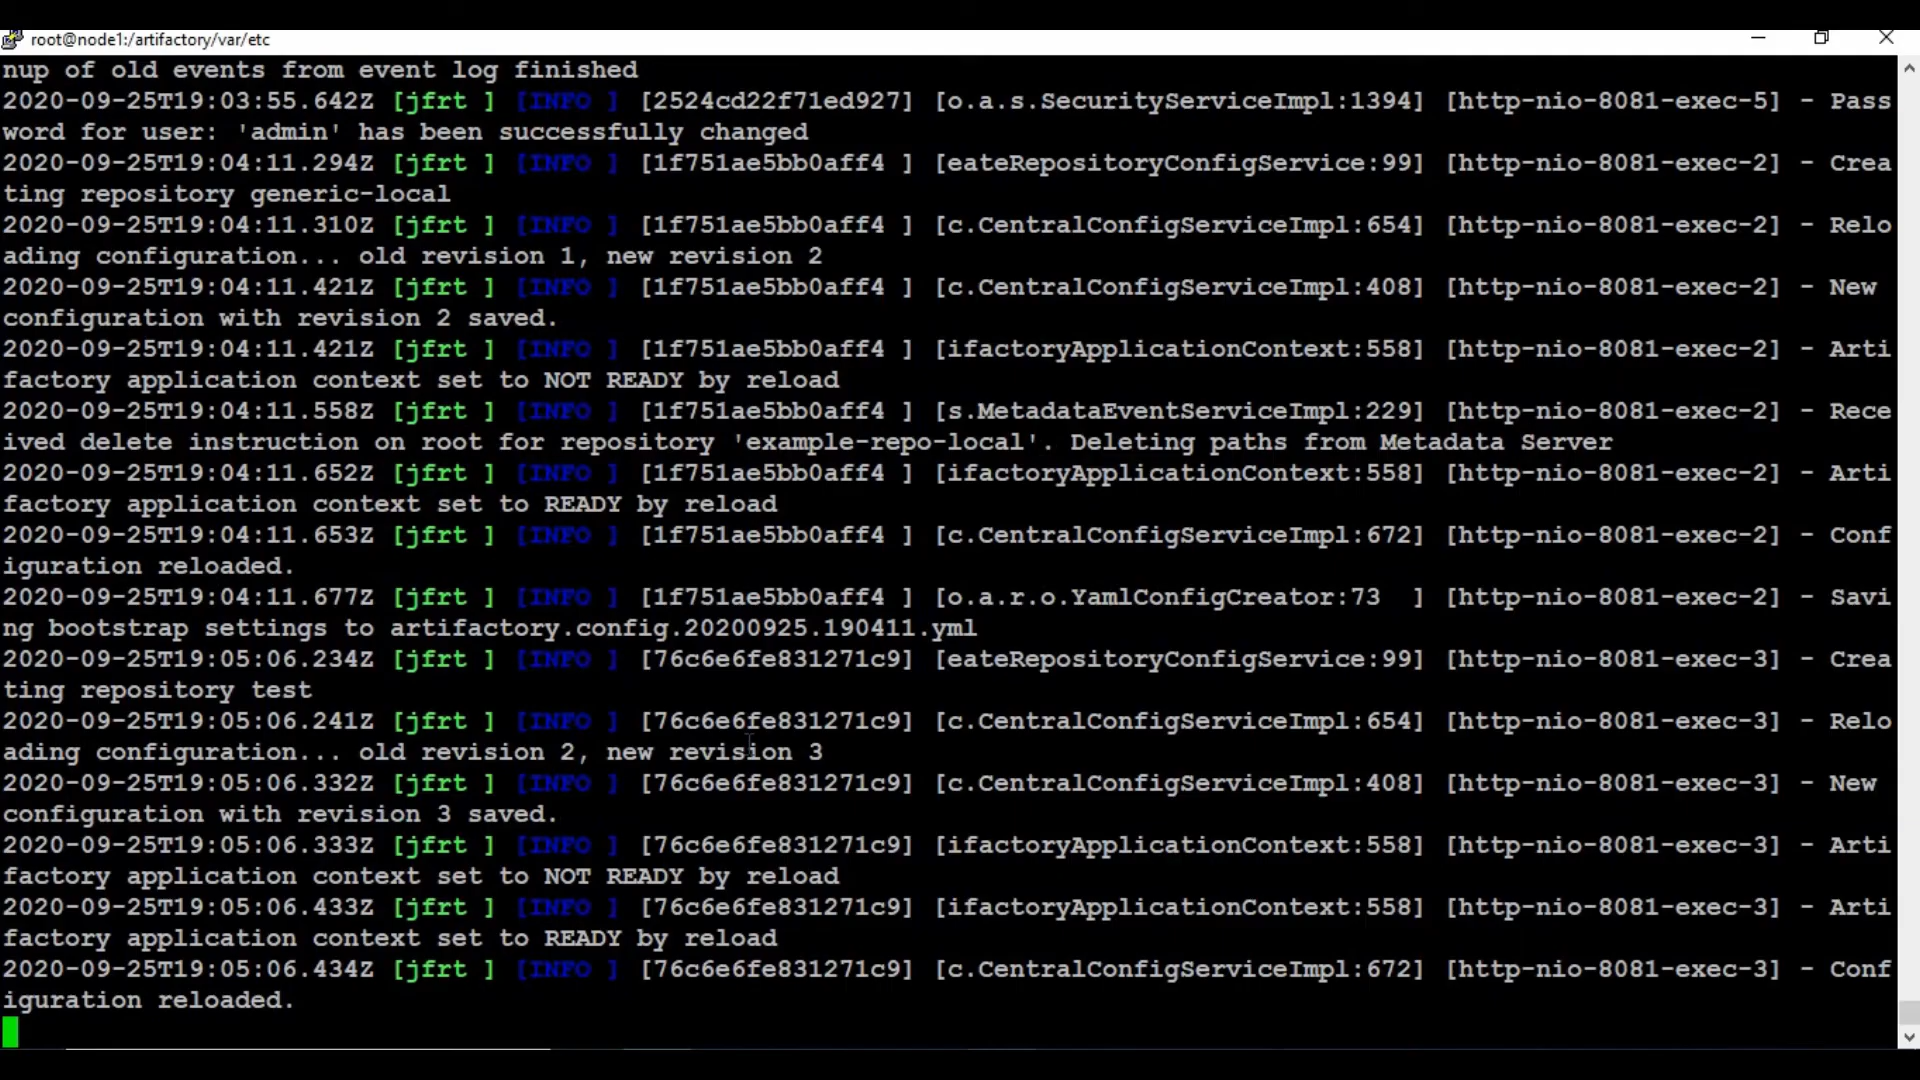 root@node1:/artifactory/var/etc
nup of old events from event log finished
2020-09-25T19:03:55.642Z [jfrt ] [INFO ] [2524cd22f71ed927] [o.a.s.SecurityServiceImpl:1394] [http-nio-8081-exec-5] - Pass
word for user: 'admin' has been successfully changed
2020-09-25T19:04:11.294Z [jfrt ] [INFO ] [1f751ae5bb0aff4 ] [eateRepositoryConfigService:99] [http-nio-8081-exec-2] - Crea
ting repository generic-local
2020-09-25T19:04:11.310Z [jfrt ] [INFO ] [1f751ae5bb0aff4 ] [c.CentralConfigServiceImpl:654] [http-nio-8081-exec-2] - Relo
ading configuration... old revision 1, new revision 2
2020-09-25T19:04:11.421Z [jfrt ] [INFO ] [1f751ae5bb0aff4 ] [c.CentralConfigServiceImpl:408] [http-nio-8081-exec-2] - New
configuration with revision 2 saved.
2020-09-25T19:04:11.421Z [jfrt ] [INFO ] [1f751ae5bb0aff4 ] [ifactoryApplicationContext:558] [http-nio-8081-exec-2] - Arti
factory application context set to NOT READY by reload
2020-09-25T19:04:11.558Z [jfrt ] [INFO ] [1f751ae5bb0aff4 ] [s.MetadataEventServiceImpl:229] [http-nio-8081-exec-2] - Rece
ived delete instruction on root for repository 'example-repo-local'. Deleting paths from Metadata Server
2020-09-25T19:04:11.652Z [jfrt ] [INFO ] [1f751ae5bb0aff4 ] [ifactoryApplicationContext:558] [http-nio-8081-exec-2] - Arti
factory application context set to READY by reload
2020-09-25T19:04:11.653Z [jfrt ] [INFO ] [1f751ae5bb0aff4 ] [c.CentralConfigServiceImpl:672] [http-nio-8081-exec-2] - Conf
iguration reloaded.
2020-09-25T19:04:11.677Z [jfrt ] [INFO ] [1f751ae5bb0aff4 ] [o.a.r.o.YamlConfigCreator:73  ] [http-nio-8081-exec-2] - Savi
ng bootstrap settings to artifactory.config.20200925.190411.yml
2020-09-25T19:05:06.234Z [jfrt ] [INFO ] [76c6e6fe831271c9] [eateRepositoryConfigService:99] [http-nio-8081-exec-3] - Crea
ting repository test
2020-09-25T19:05:06.241Z [jfrt ] [INFO ] [76c6e6fe831271c9] [c.CentralConfigServiceImpl:654] [http-nio-8081-exec-3] - Relo
ading configuration... old revision 2, new revision 3
2020-09-25T19:05:06.332Z [jfrt ] [INFO ] [76c6e6fe831271c9] [c.CentralConfigServiceImpl:408] [http-nio-8081-exec-3] - New
configuration with revision 3 saved.
2020-09-25T19:05:06.333Z [jfrt ] [INFO ] [76c6e6fe831271c9] [ifactoryApplicationContext:558] [http-nio-8081-exec-3] - Arti
factory application context set to NOT READY by reload
2020-09-25T19:05:06.433Z [jfrt ] [INFO ] [76c6e6fe831271c9] [ifactoryApplicationContext:558] [http-nio-8081-exec-3] - Arti
factory application context set to READY by reload
2020-09-25T19:05:06.434Z [jfrt ] [INFO ] [76c6e6fe831271c9] [c.CentralConfigServiceImpl:672] [http-nio-8081-exec-3] - Conf
iguration reloaded.